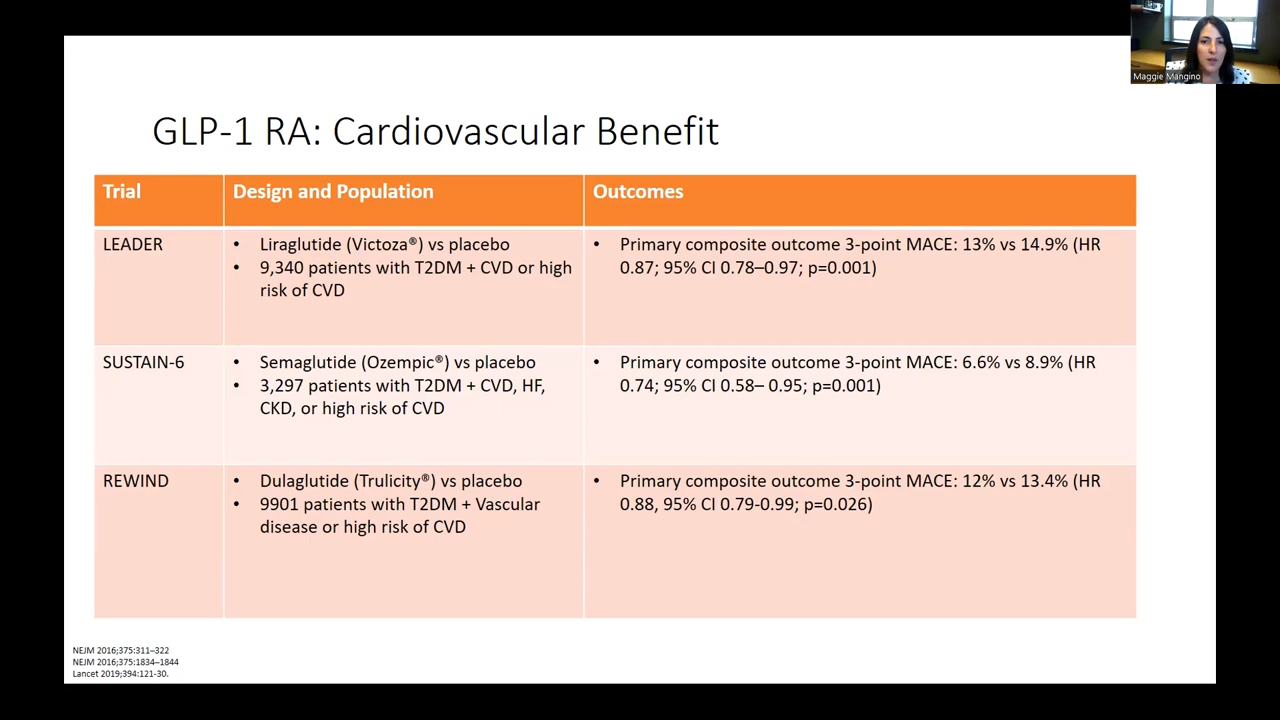 Maggie Mangino
GLP-1 RA: Cardiovascular Benefit
Trial
Design and Population
Outcomes
LEADER
• Liraglutide (Victoza®) vs placebo
• 9,340 patients with T2DM + CVD or high
risk of CVD
• Primary composite outcome 3-point MACE: 13% vs 14.9% (HR
0.87; 95% CI 0.78–0.97; p=0.001)
SUSTAIN-6
• Semaglutide (Ozempic®) vs placebo
• 3,297 patients with T2DM + CVD, HF,
CKD, or high risk of CVD
• Primary composite outcome 3-point MACE: 6.6% vs 8.9% (HR
0.74; 95% CI 0.58– 0.95; p=0.001)
REWIND
• Dulaglutide (Trulicity®) vs placebo
• 9901 patients with T2DM + Vascular
disease or high risk of CVD
• Primary composite outcome 3-point MACE: 12% vs 13.4% (HR
0.88, 95% CI 0.79-0.99; p=0.026)
NEJM 2016;375:311–322
NEJM 2016;375:1834–1844
Lancet 2019;394:121-30.